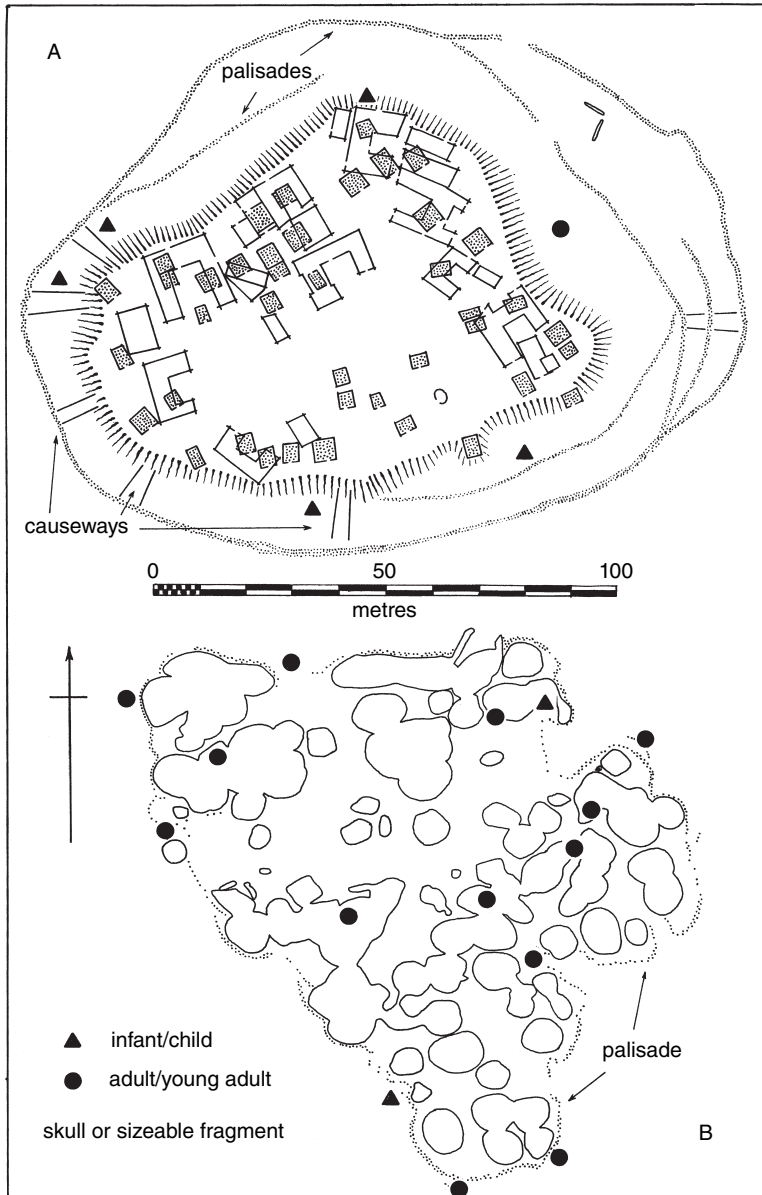 A
palisades
causeways
0 50 100
metres
infant/child
adult/young adult
palisade
skull or sizeable fragment
B